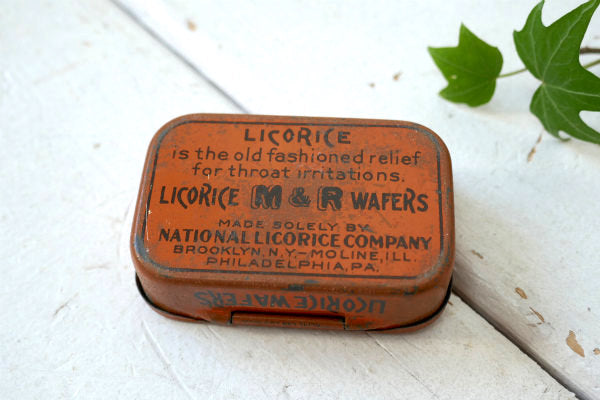 LICORICE
is the old fashioned relief
for throat irritations.
LICORICE M & R WAFERS
MADE SOLELY BY
NATIONAL LICORICE COMPANY
BROOKLYN, N.Y.—MOLINE, ILL.
PHILADELPHIA, PA.
LICORICE WAFERS